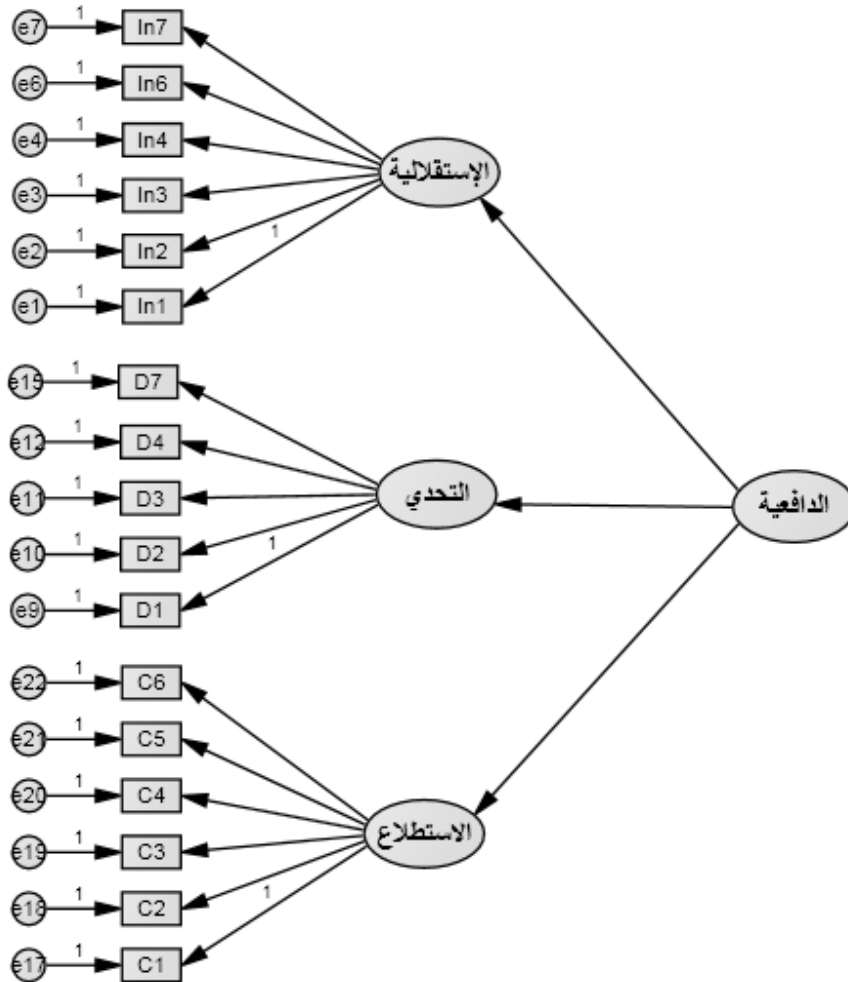 e7 1 In7
e6 1 In6
e4 1 In4
الإستقلالية
e3 1 In3
e2 1 In2 1
e1 1 In1
e15 1 D7
e12 1 D4
e11 1 D3
التحدي
الدافعية
e10 1 D2 1
e9 1 D1
e22 1 C6
e21 1 C5
e20 1 C4
الاستطلاع
e19 1 C3
e18 1 C2 1
e17 1 C1